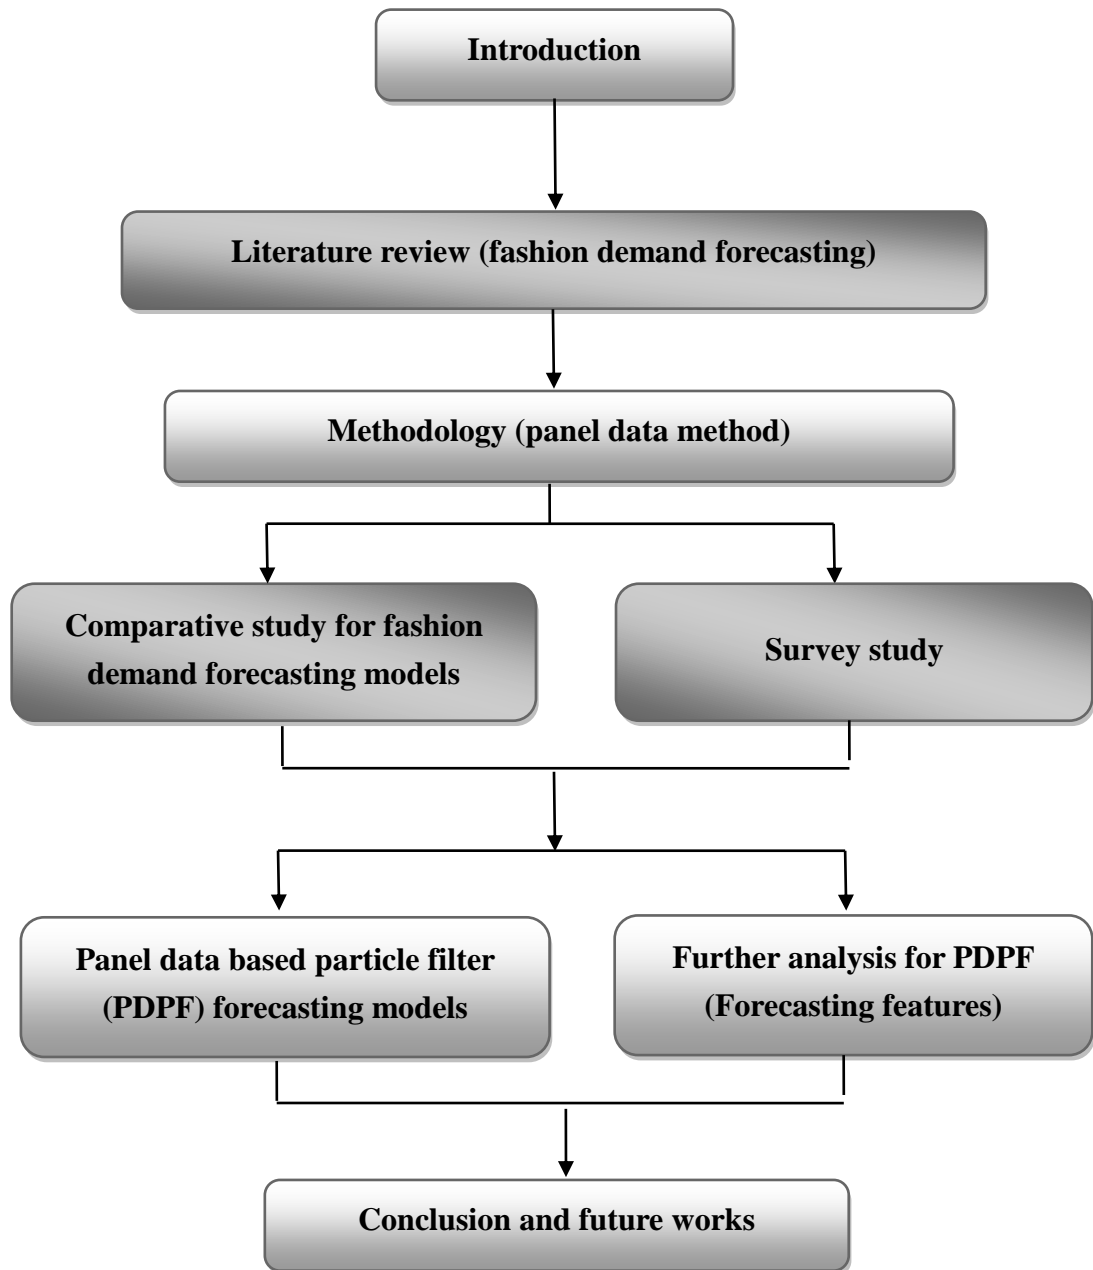 Introduction
Literature review (fashion demand forecasting)
Methodology (panel data method)
Comparative study for fashion
demand forecasting models
Survey study
Panel data based particle filter
(PDPF) forecasting models
Further analysis for PDPF
(Forecasting features)
Conclusion and future works